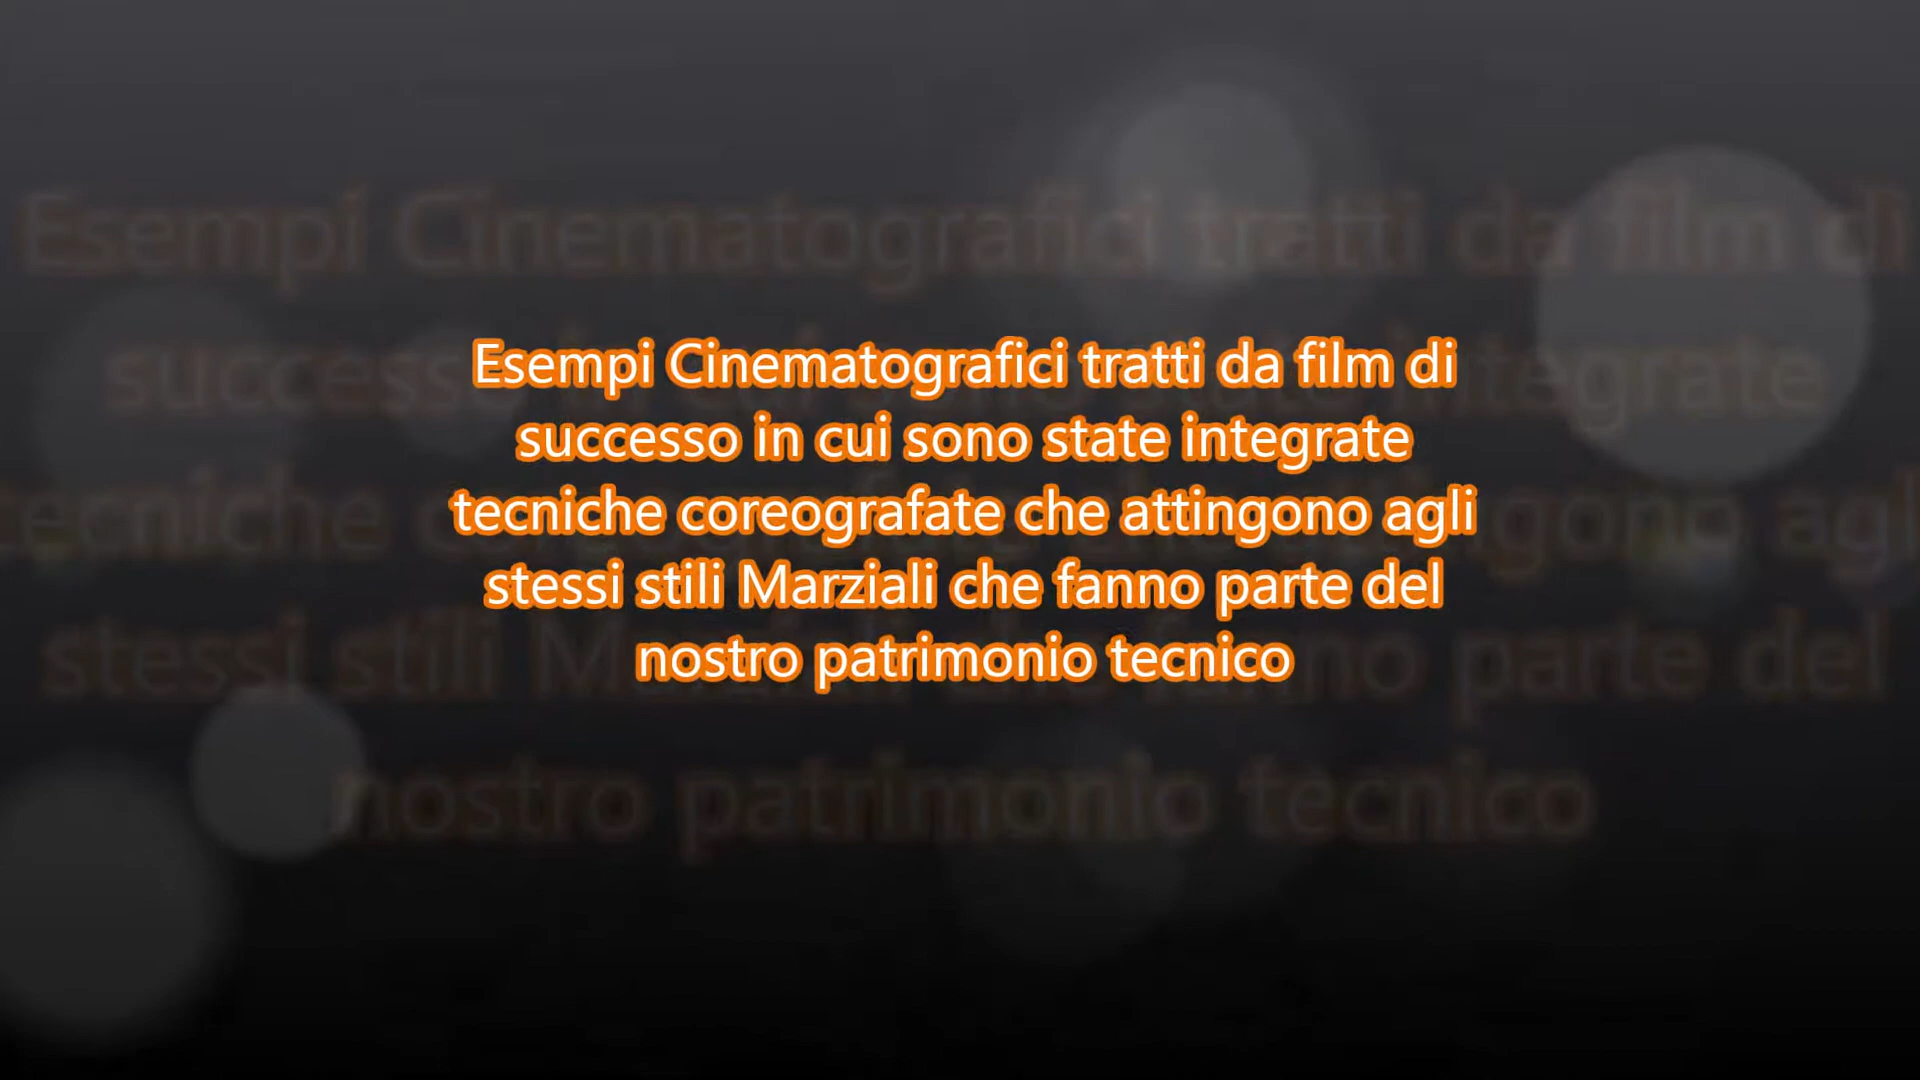 Esempi Cinematografici tratti da film di
successo in cui sono state integrate
tecniche coreografate che attingono agli
stessi stili Marziali che fanno parte del
nostro patrimonio tecnico